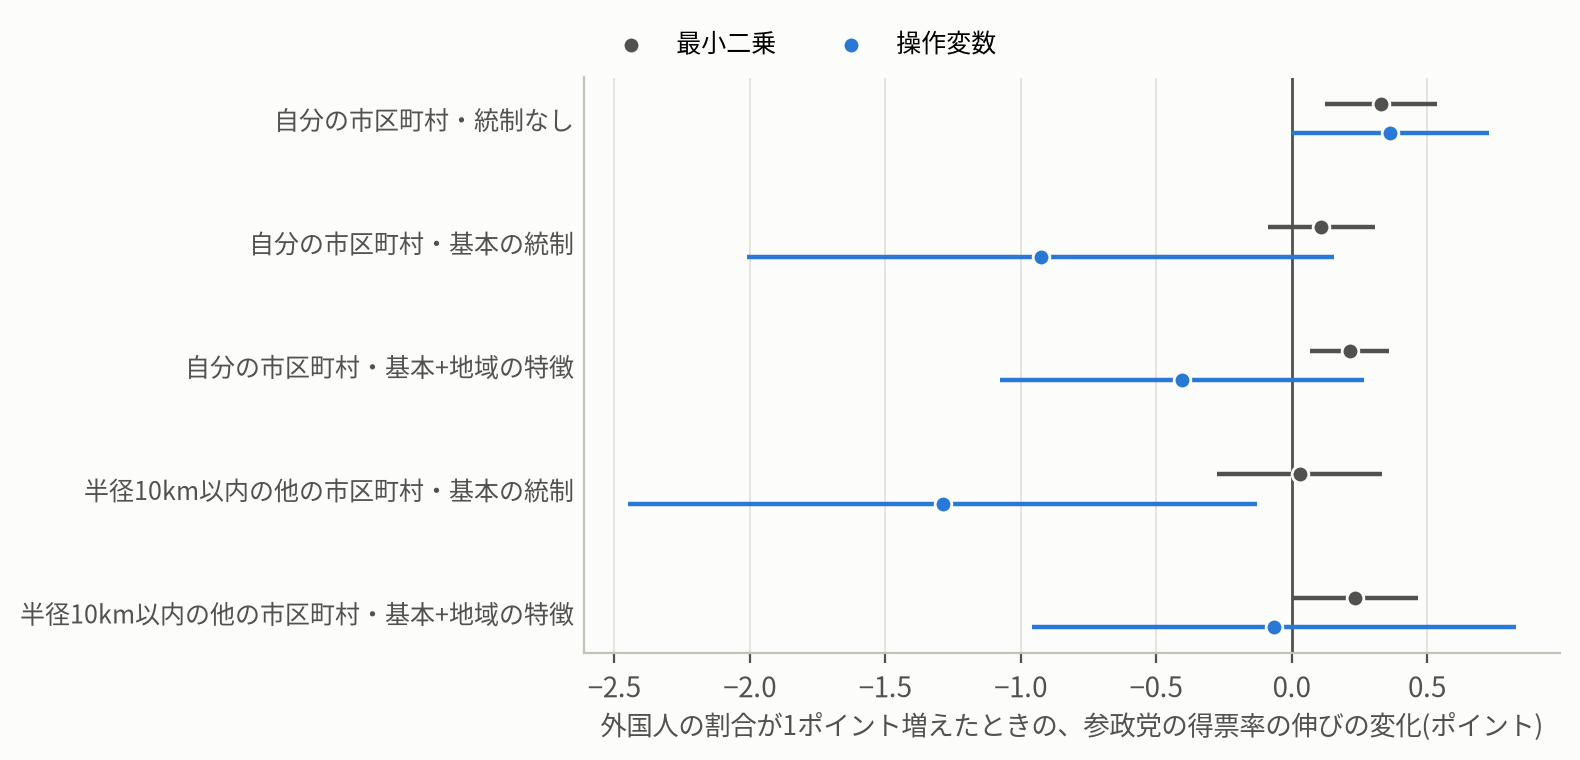 最小二乗 操作変数
自分の市区町村・統制なし
自分の市区町村・基本の統制
自分の市区町村・基本+地域の特徴
半径10km以内の他の市区町村・基本の統制
半径10km以内の他の市区町村・基本+地域の特徴
−2.5 −2.0 −1.5 −1.0 −0.5 0.0 0.5
外国人の割合が1ポイント増えたときの、参政党の得票率の伸びの変化(ポイント)